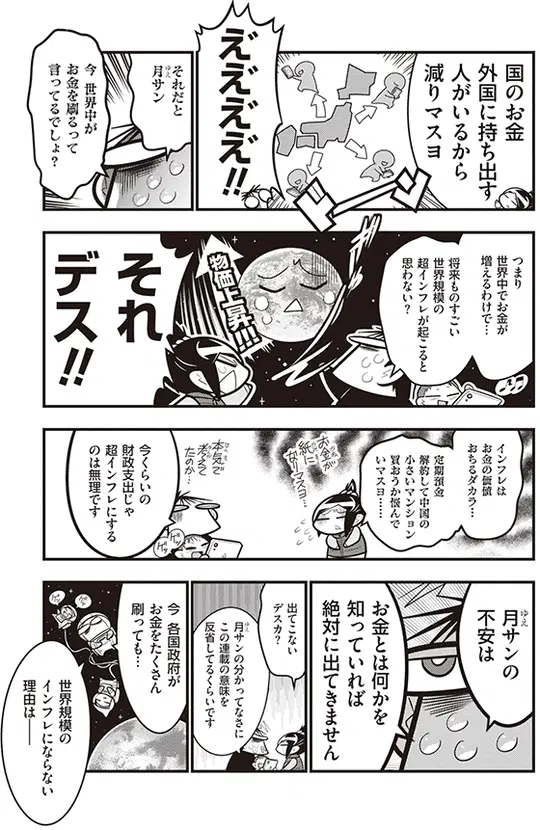 国のお金
外国に持ち出す
人がいるから
減りマスヨ
ええええ!!
それだと
月サン
ゆえ
今 世界中が
お金を刷るって
言ってるでしょ?
つまり
世界中でお金が
増えるわけで…
将来ものすごい
世界規模の
超インフレが起こると
思わない?
物価上昇!!!!
それ
デス!!
インフレは
お金の価値
おちるダカラ…
定期預金
解約して中国の
小さいマンション
買おうか悩んで
いマスヨ……
お金が
紙に
なりマスヨ…
本気で
考えて
たのか…
今くらいの
財政支出じゃ
超インフレにする
のは無理です
月サンの
ゆえ
不安は
お金とは何かを
知っていれば
絶対に出てきません
出てこない
デスカ?
月サンの分かってなさに
ゆえ
この連載の意味を
反省してるくらいです
今 各国政府が
お金をたくさん
刷っても…
世界規模の
インフレにならない
理由は──